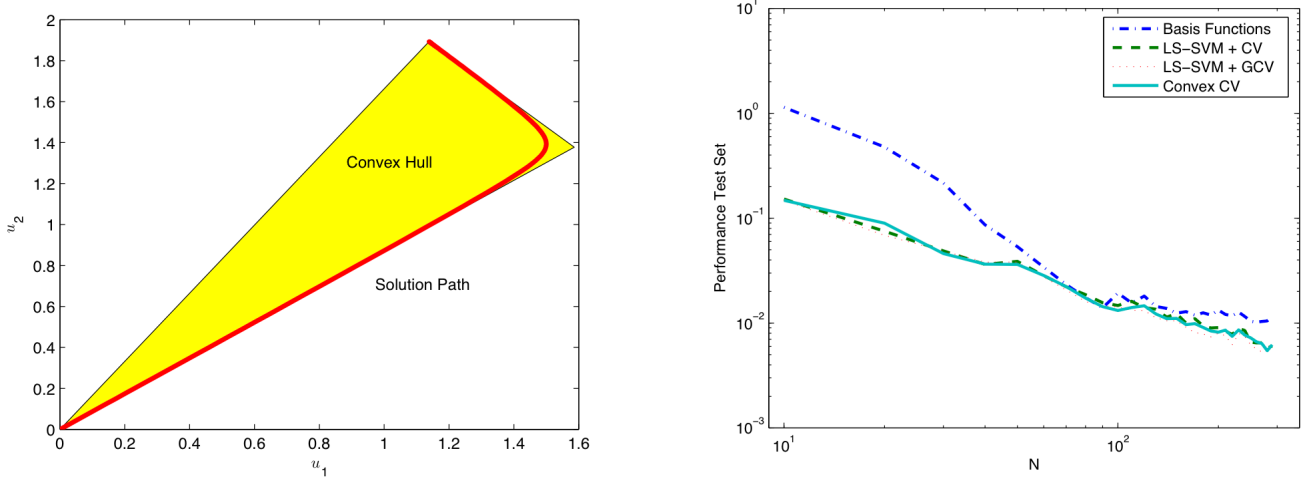 2
1.8
1.6
1.4
1.2
1
0.8
0.6
0.4
0.2
0
u2
Convex Hull
Solution Path
0
0.2
0.4
0.6
0.8
1
1.2
1.4
1.6
u1
10^1
10^0
10^-1
10^-2
10^-3
Performance Test Set
Basis Functions
LS-SVM + CV
LS-SVM + GCV
Convex CV
10^1
10^2
N